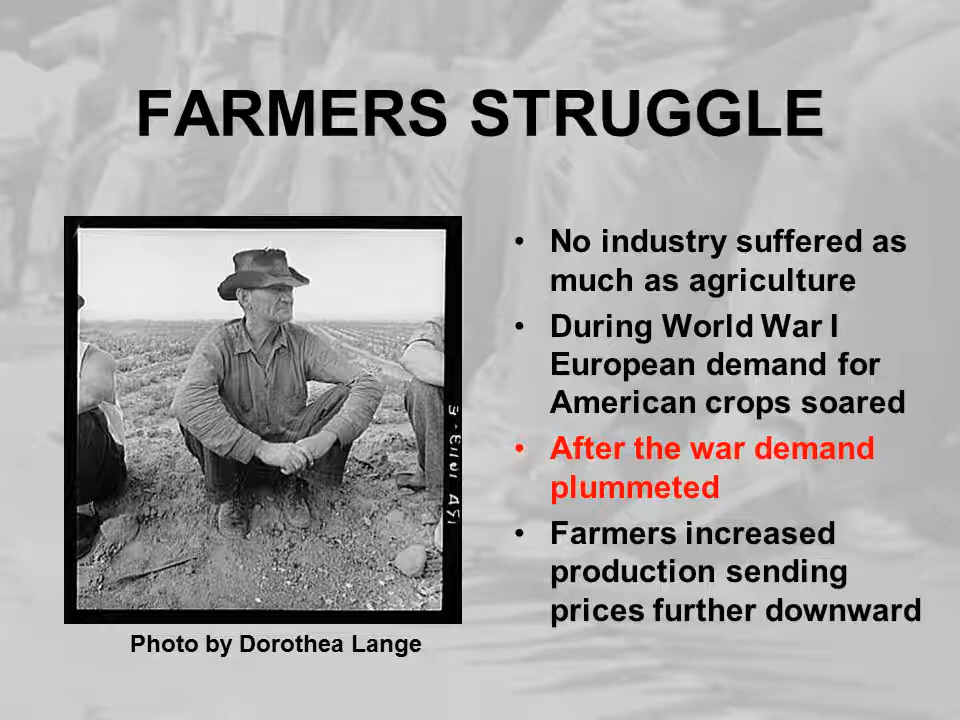 FARMERS STRUGGLE
• No industry suffered as
much as agriculture
• During World War I
European demand for
American crops soared
• After the war demand
plummeted
• Farmers increased
production sending
prices further downward
Photo by Dorothea Lange